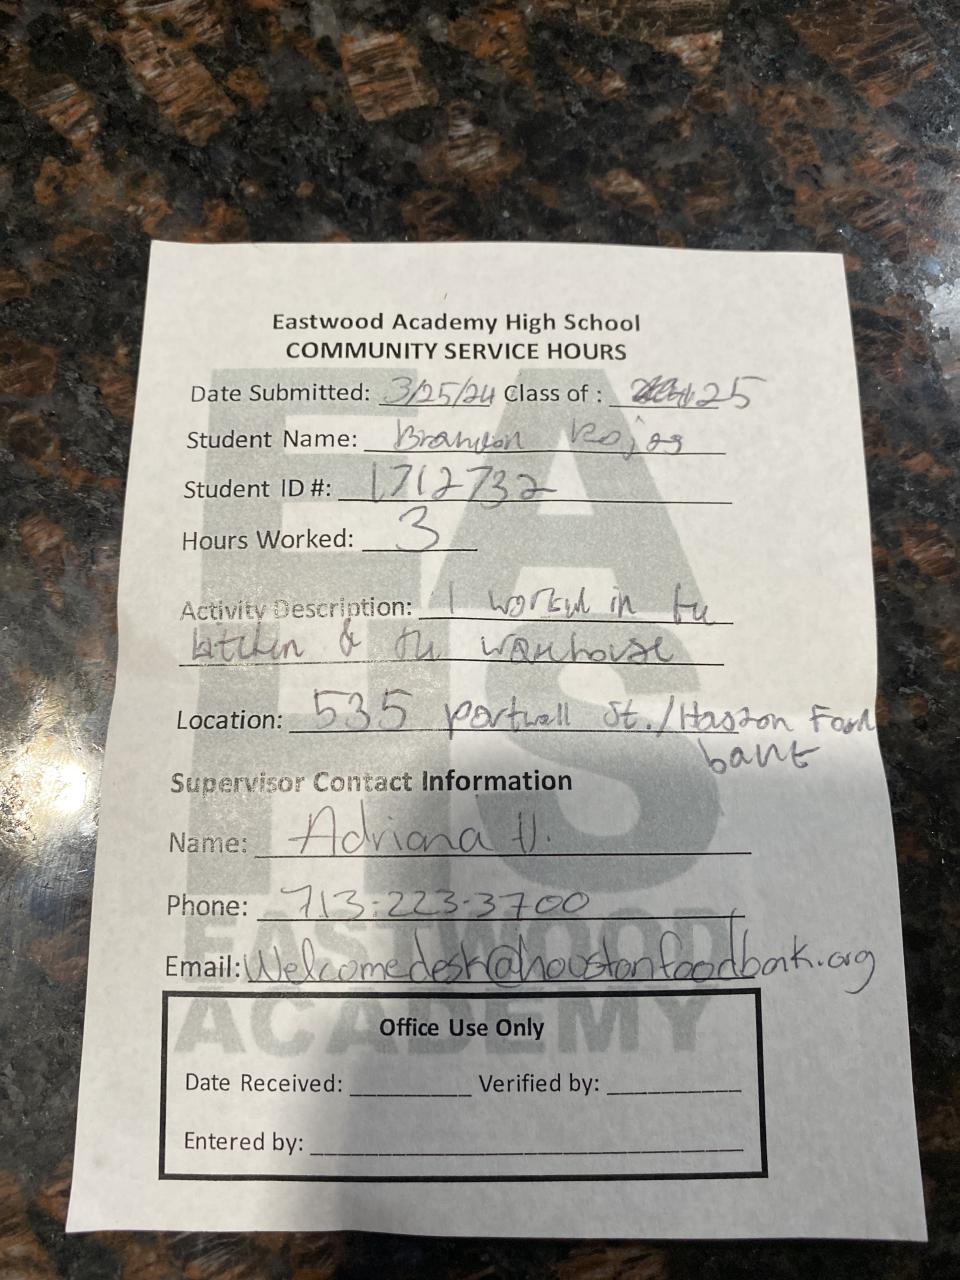 Eastwood Academy High School
COMMUNITY SERVICE HOURS
Date Submitted: 3/25/24 Class of : 25
Student Name: Brandon Rojas
Student ID #: 1712732
Hours Worked: 3
Activity Description: I worked in the
kitchen & the warehouse
Location: 535 portwall St./Houston Food
bank
Supervisor Contact Information
Name: Adriana V.
Phone: 713-223-3700
Email: Welcomedesk@houstonfoodbank.org
EAHS
EASTWOOD
ACADEMY
Office Use Only
Date Received: Verified by:
Entered by: